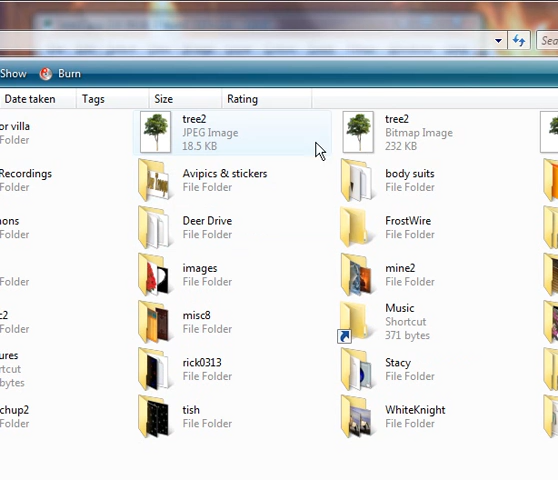 Sea
Show Burn
Date taken Tags Size Rating
or villa
Folder
tree2
JPEG Image
18.5 KB
tree2
Bitmap Image
232 KB
Recordings
Folder
Avipics & stickers
File Folder
body suits
File Folder
ons
Folder
Deer Drive
File Folder
FrostWire
File Folder
Folder
images
File Folder
mine2
File Folder
c2
Folder
misc8
File Folder
Music
Shortcut
371 bytes
ures
rtcut
bytes
rick0313
File Folder
Stacy
File Folder
chup2
Folder
tish
File Folder
WhiteKnight
File Folder